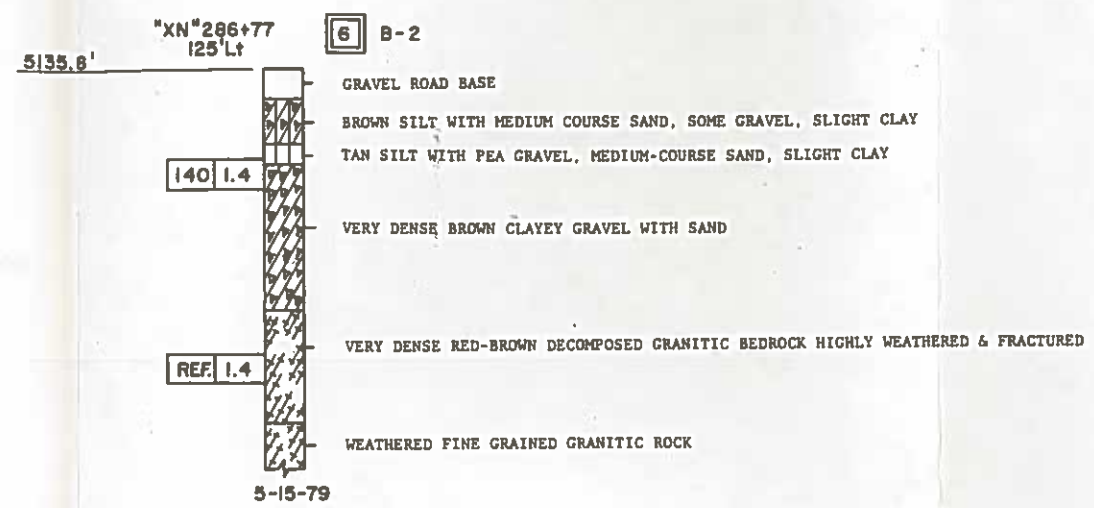 "XN" 286+77
125' Lt
6 B-2
5135.8'
GRAVEL ROAD BASE
BROWN SILT WITH MEDIUM COURSE SAND, SOME GRAVEL, SLIGHT CLAY
TAN SILT WITH PEA GRAVEL, MEDIUM-COURSE SAND, SLIGHT CLAY
140 1.4
VERY DENSE BROWN CLAYEY GRAVEL WITH SAND
VERY DENSE RED-BROWN DECOMPOSED GRANITIC BEDROCK HIGHLY WEATHERED & FRACTURED
REF. 1.4
WEATHERED FINE GRAINED GRANITIC ROCK
5-15-79